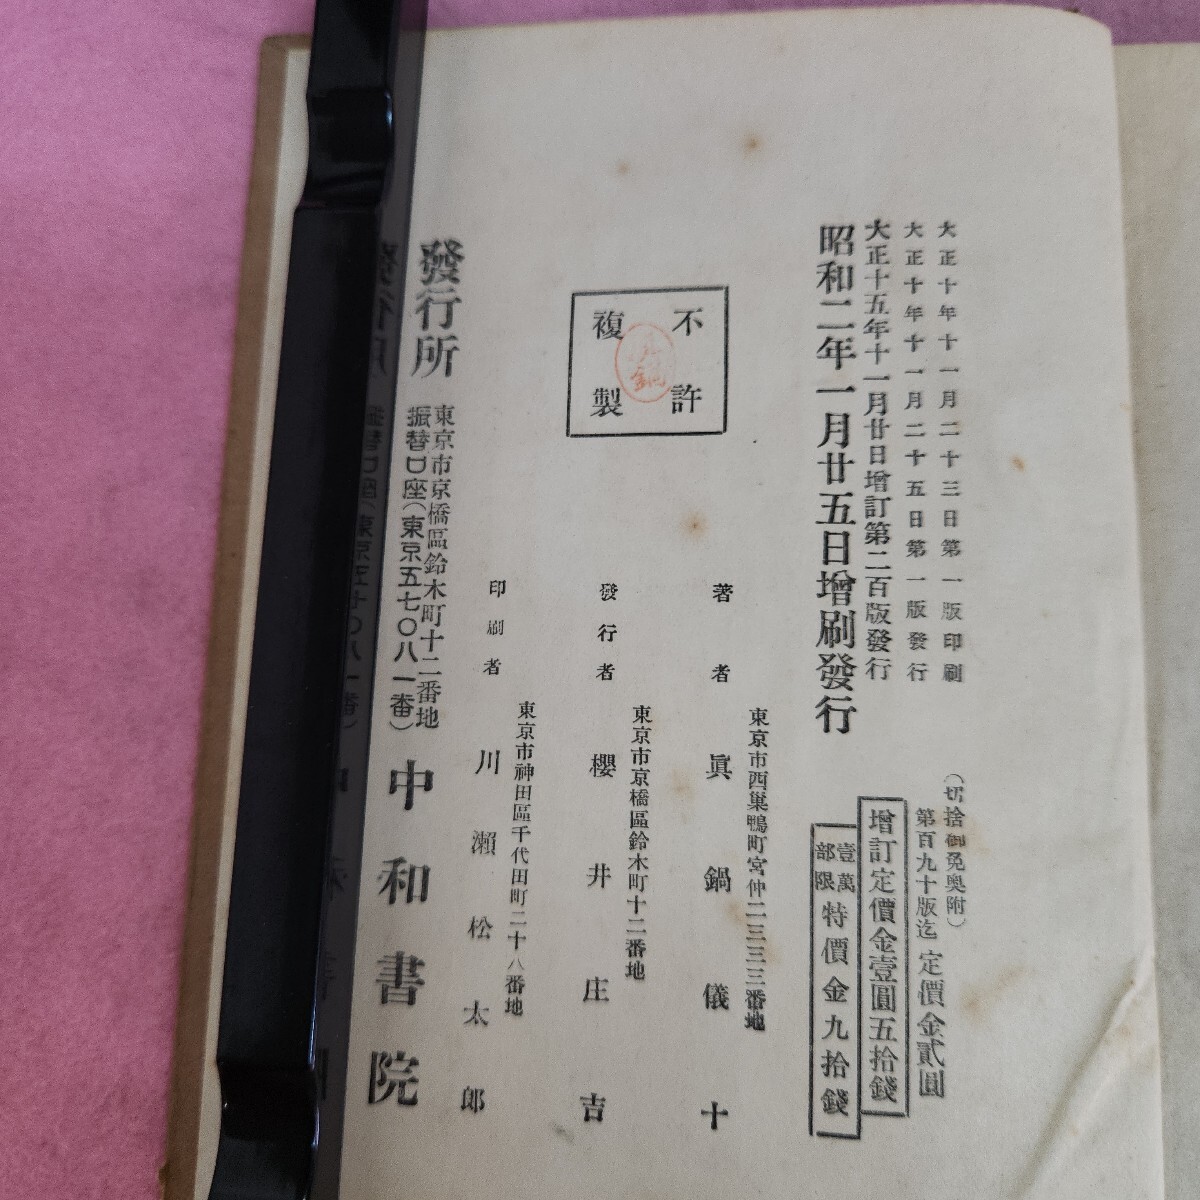 大正十年十一月二十三日第一版印刷
大正十年十一月二十五日第一版發行
大正十五年十一月廿日增訂第二百版發行
昭和二年一月廿五日增刷發行
(切捨御免奥附)
第百九十版迄 定價金貳圓
增訂定價金壹圓五拾錢
壹萬部限 特價金九拾錢
不許
複製
東京市西巢鴨町宮仲二三三三番地
著者 眞鍋儀十
東京市京橋區鈴木町十二番地
發行者 櫻井庄吉
東京市神田區千代田町二十八番地
印刷者 川瀨松太郎
發行所
東京市京橋區鈴木町十二番地
振替口座(東京五七〇八一番)
中和書院